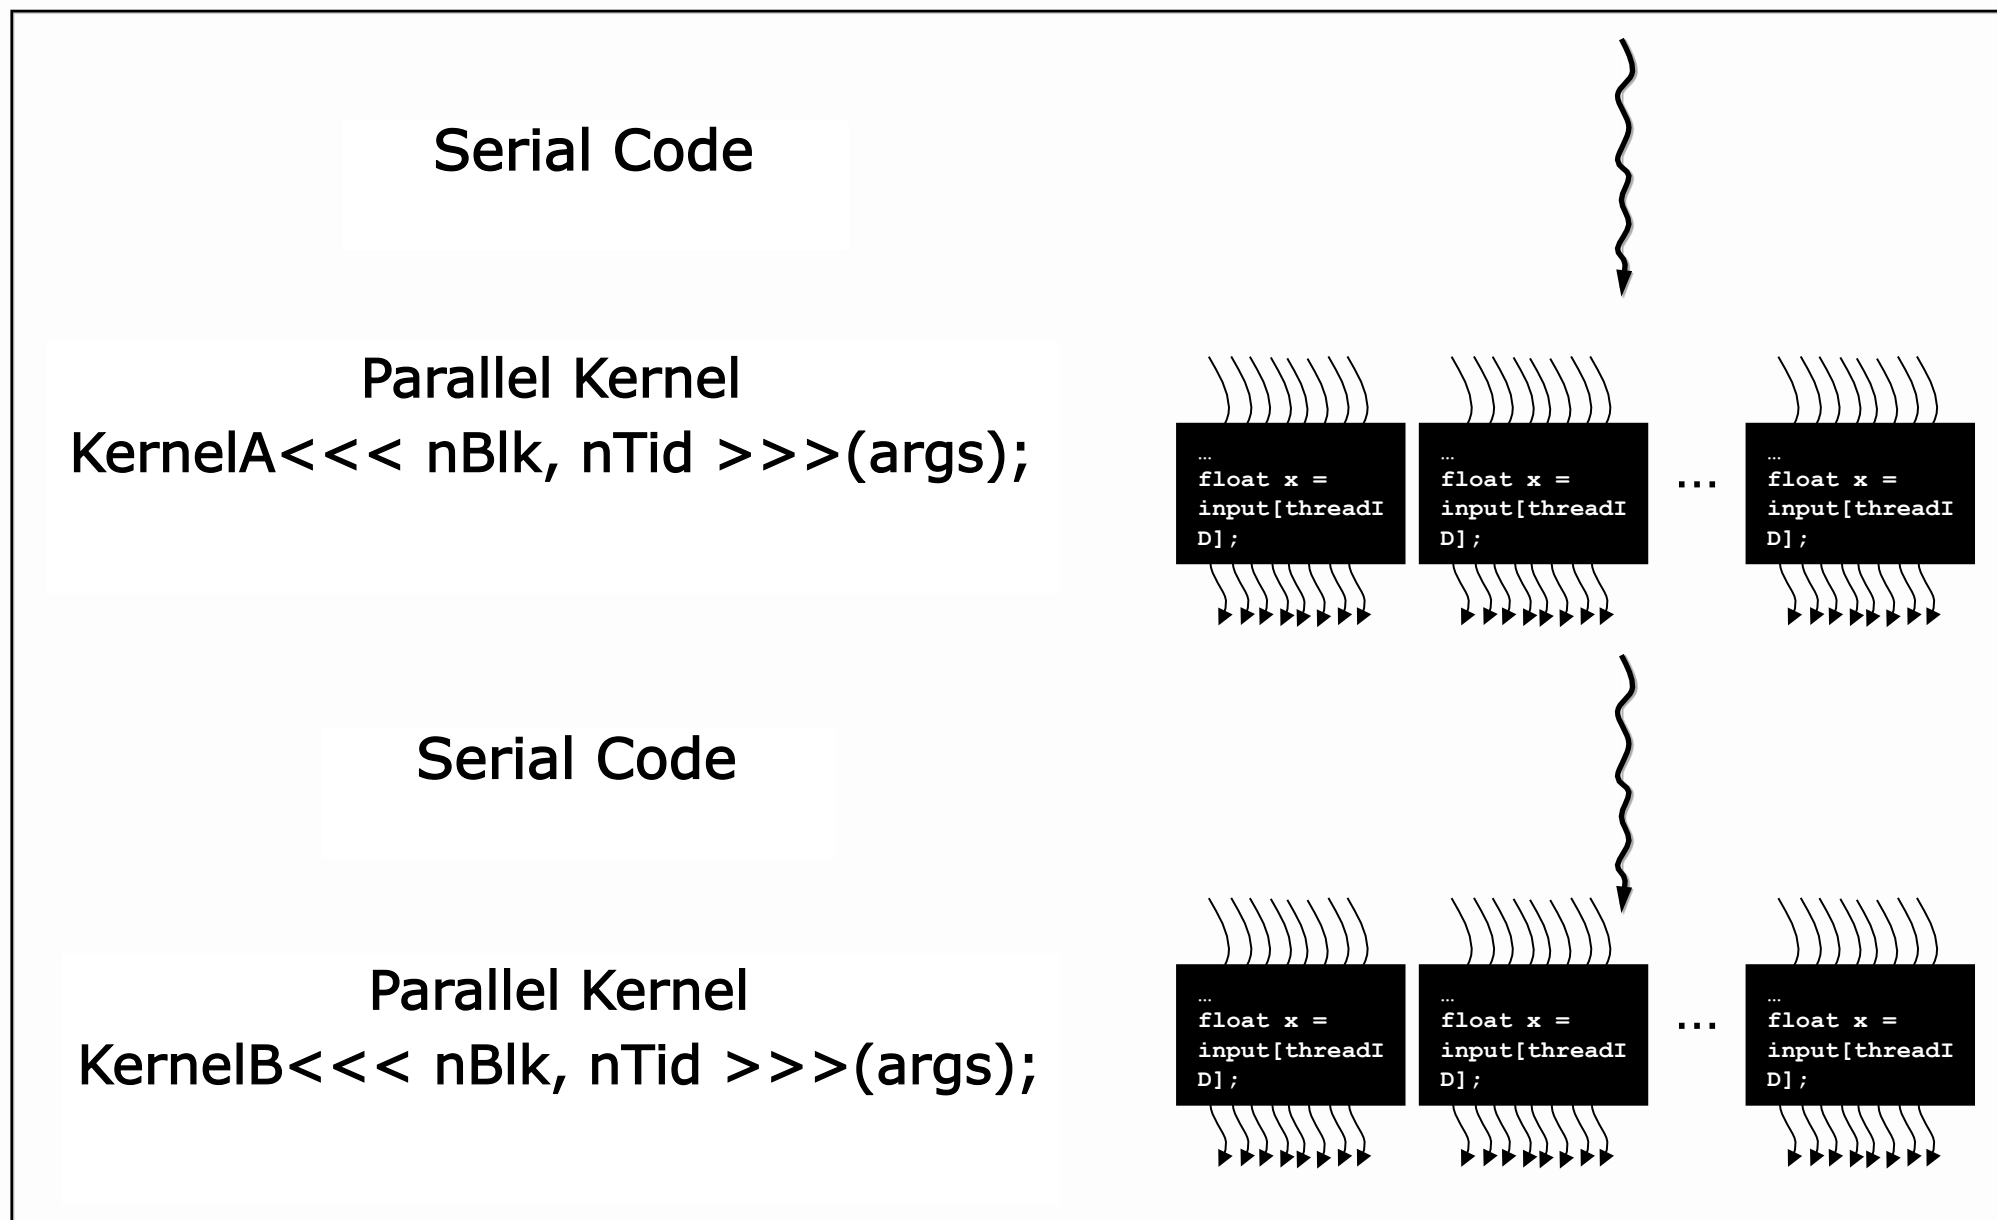 Serial Code
Parallel Kernel
KernelA<<< nBlk, nTid >>>(args);
…
float x =
input[threadI
D];
…
float x =
input[threadI
D];
...
…
float x =
input[threadI
D];
Serial Code
Parallel Kernel
KernelB<<< nBlk, nTid >>>(args);
…
float x =
input[threadI
D];
…
float x =
input[threadI
D];
...
…
float x =
input[threadI
D];